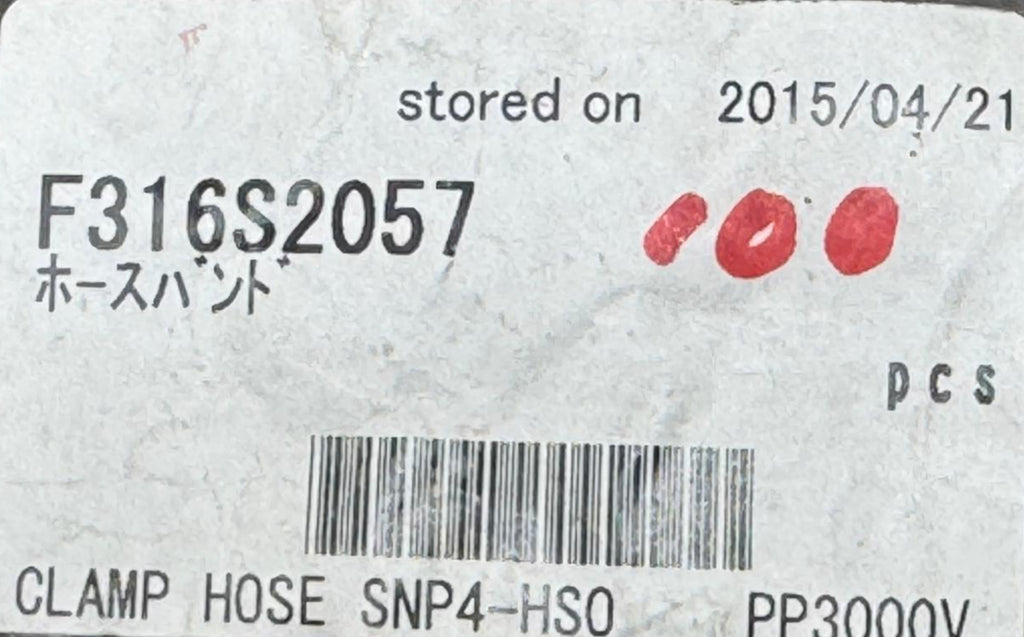 stored on 2015/04/21
F316S2057 100
ホースバンド
pcs
CLAMP HOSE SNP4-HS0 PP3000V